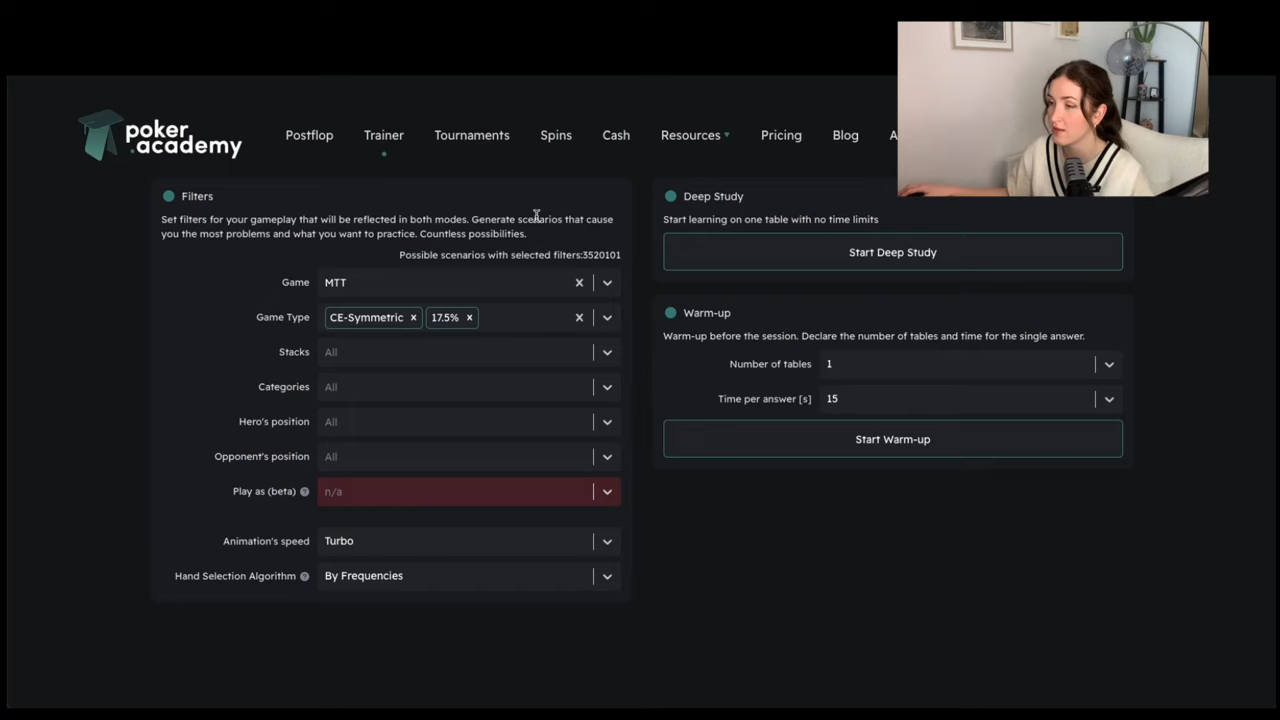 poker
.academy
Postflop
Trainer
Tournaments
Spins
Cash
Resources
Pricing
Blog
A
Filters
Set filters for your gameplay that will be reflected in both modes. Generate scenarios that cause
you the most problems and what you want to practice. Countless possibilities.
Possible scenarios with selected filters:3520101
Game MTT
Game Type CE-Symmetric 17.5%
Stacks All
Categories All
Hero's position All
Opponent's position All
Play as (beta) ? n/a
Animation's speed Turbo
Hand Selection Algorithm ? By Frequencies
Deep Study
Start learning on one table with no time limits
Start Deep Study
Warm-up
Warm-up before the session. Declare the number of tables and time for the single answer.
Number of tables 1
Time per answer [s] 15
Start Warm-up